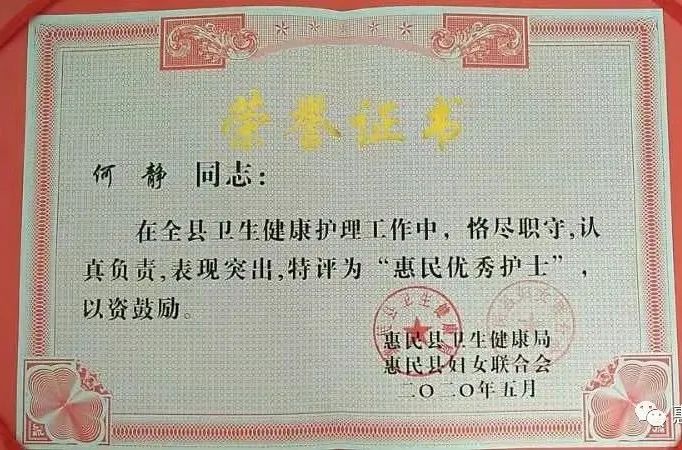 荣誉证书
何静 同志：
在全县卫生健康护理工作中，恪尽职守,认
真负责,表现突出,特评为“惠民优秀护士”，
以资鼓励。
惠民县卫生健康局
惠民县妇女联合会
二〇二〇年五月